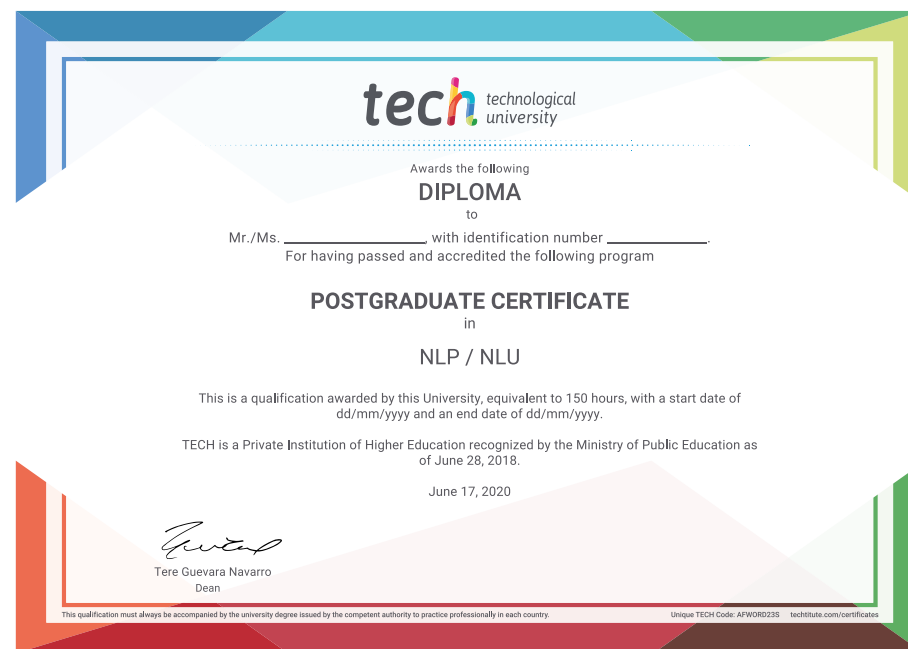 tech technological
university
Awards the following
DIPLOMA
to
Mr./Ms. ____________________, with identification number ______________.
For having passed and accredited the following program
POSTGRADUATE CERTIFICATE
in
NLP / NLU
This is a qualification awarded by this University, equivalent to 150 hours, with a start date of
dd/mm/yyyy and an end date of dd/mm/yyyy.
TECH is a Private Institution of Higher Education recognized by the Ministry of Public Education as
of June 28, 2018.
June 17, 2020
Tere Guevara Navarro
Dean
This qualification must always be accompanied by the university degree issued by the competent authority to practice professionally in each country. Unique TECH Code: AFWORD23S techtitute.com/certificates